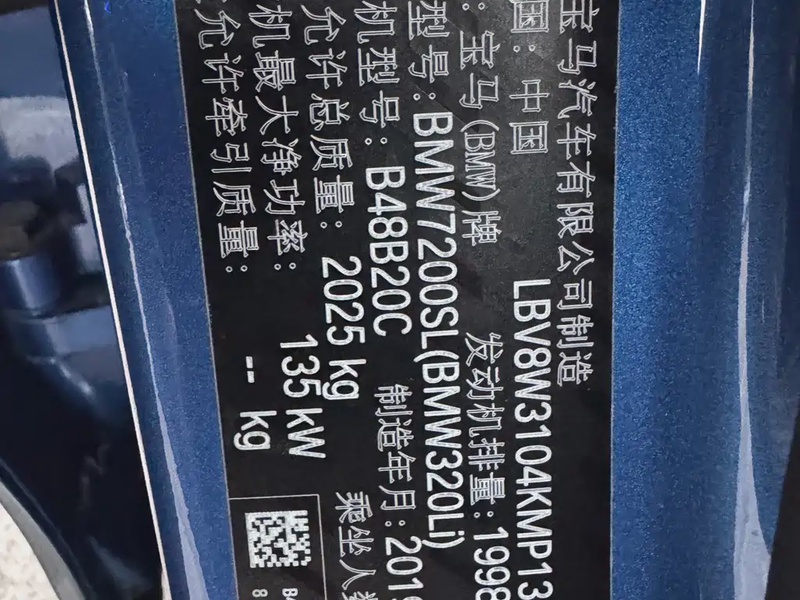 宝马汽车有限公司制造
国: 中国 LBV8W3104KMP13
: 宝马(BMW)牌 发动机排量: 1998
型号: BMW7200SL(BMW320Li)
机型号: B48B20C 制造年月: 201
允许总质量: 2025 kg 乘坐人数
机最大净功率: 135 kW
允许牵引质量: -- kg